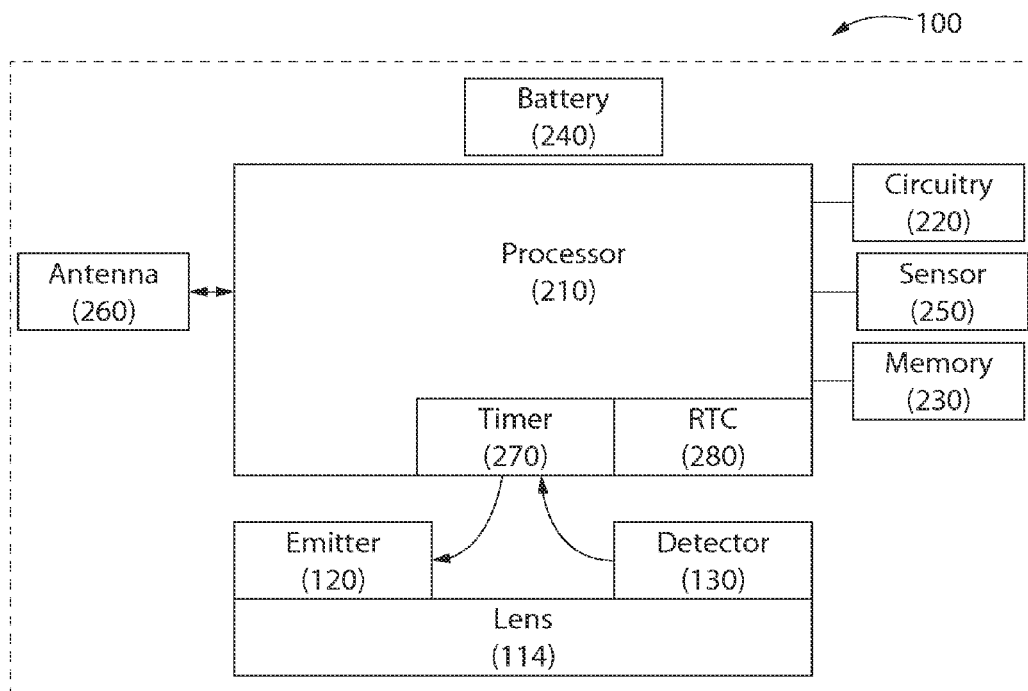 100
Battery
(240)
Circuitry
(220)
Processor
(210)
Antenna
(260)
Sensor
(250)
Memory
(230)
Timer
(270)
RTC
(280)
Emitter
(120)
Detector
(130)
Lens
(114)